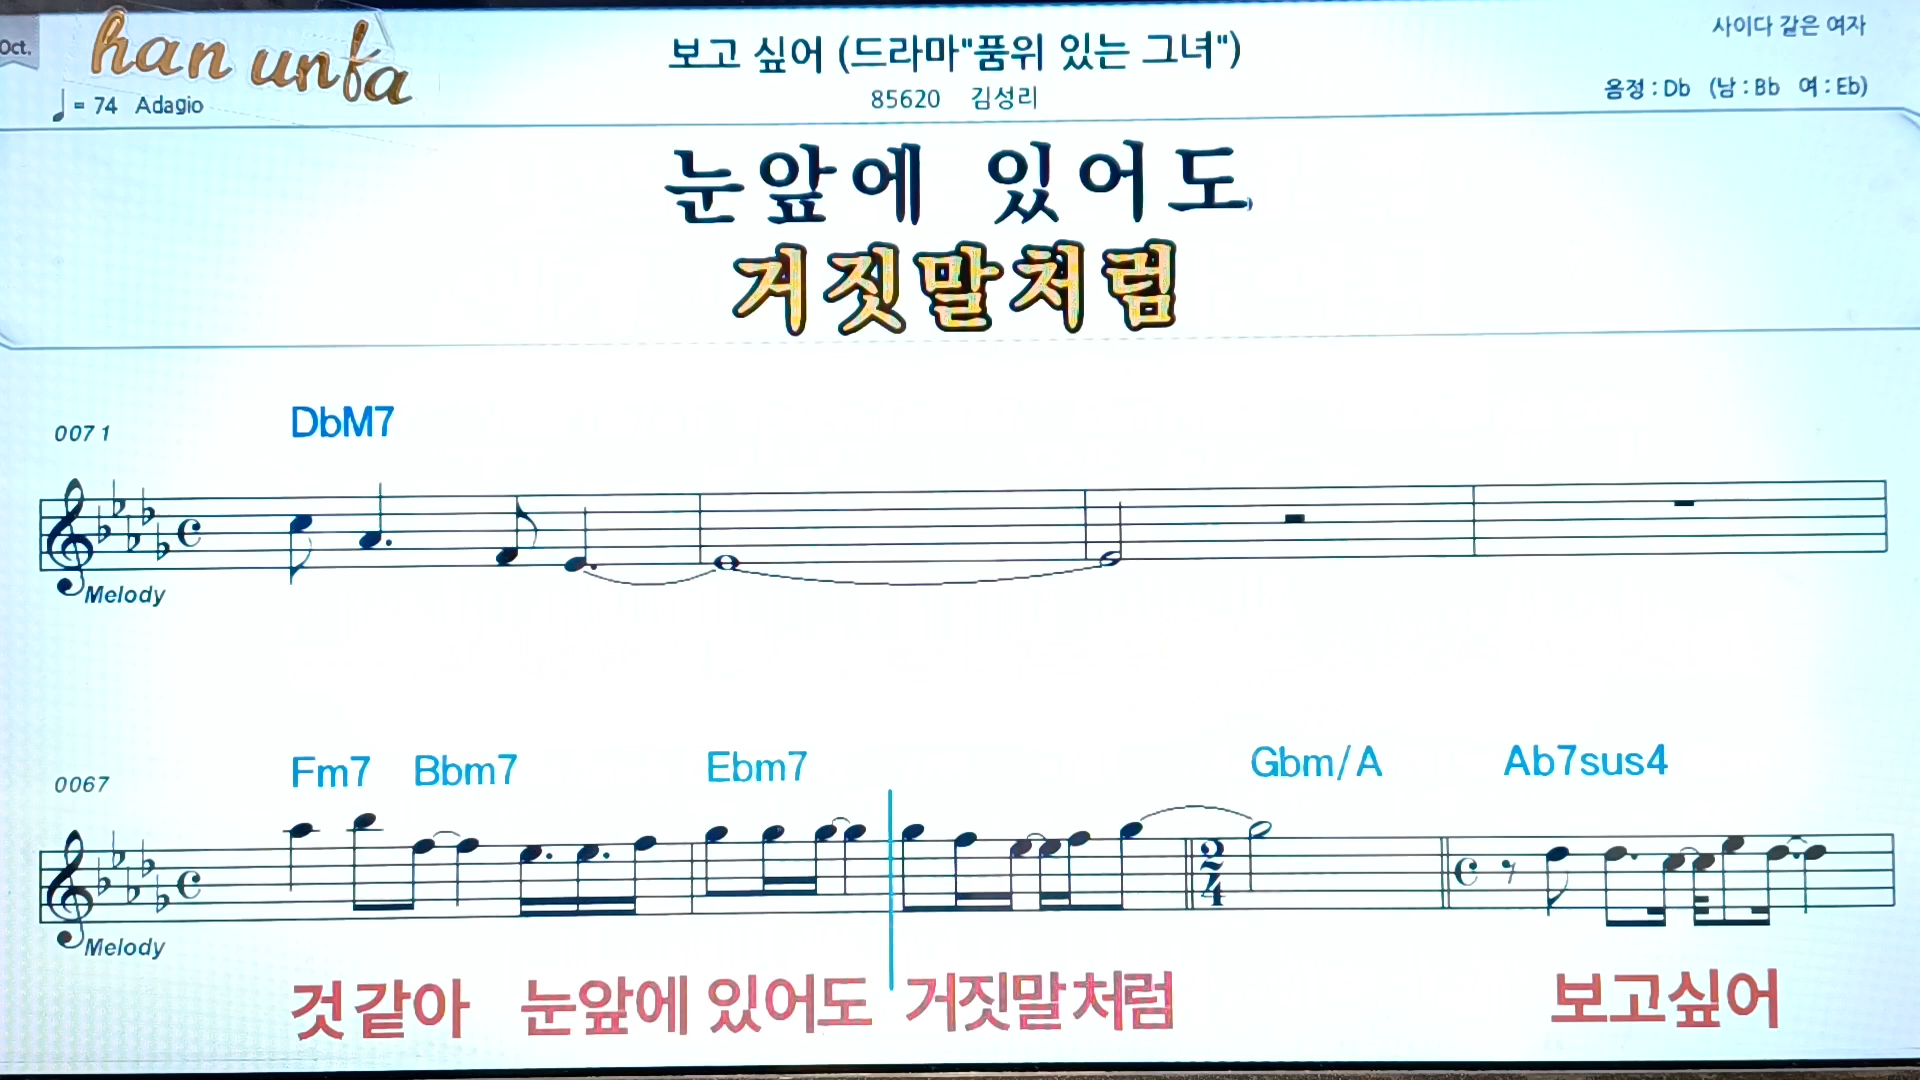 Oct.
han unfa
보고 싶어 (드라마"품위 있는 그녀")
사이다 같은 여자
= 74 Adagio
85620 김성리
음정 : Db (남 : Bb 여 : Eb)
눈앞에 있어도
거짓말처럼
0071
DbM7
Melody
0067
Fm7 Bbm7 Ebm7 Gbm/A Ab7sus4
2
4
Melody
것같아 눈앞에 있어도 거짓말처럼 보고싶어